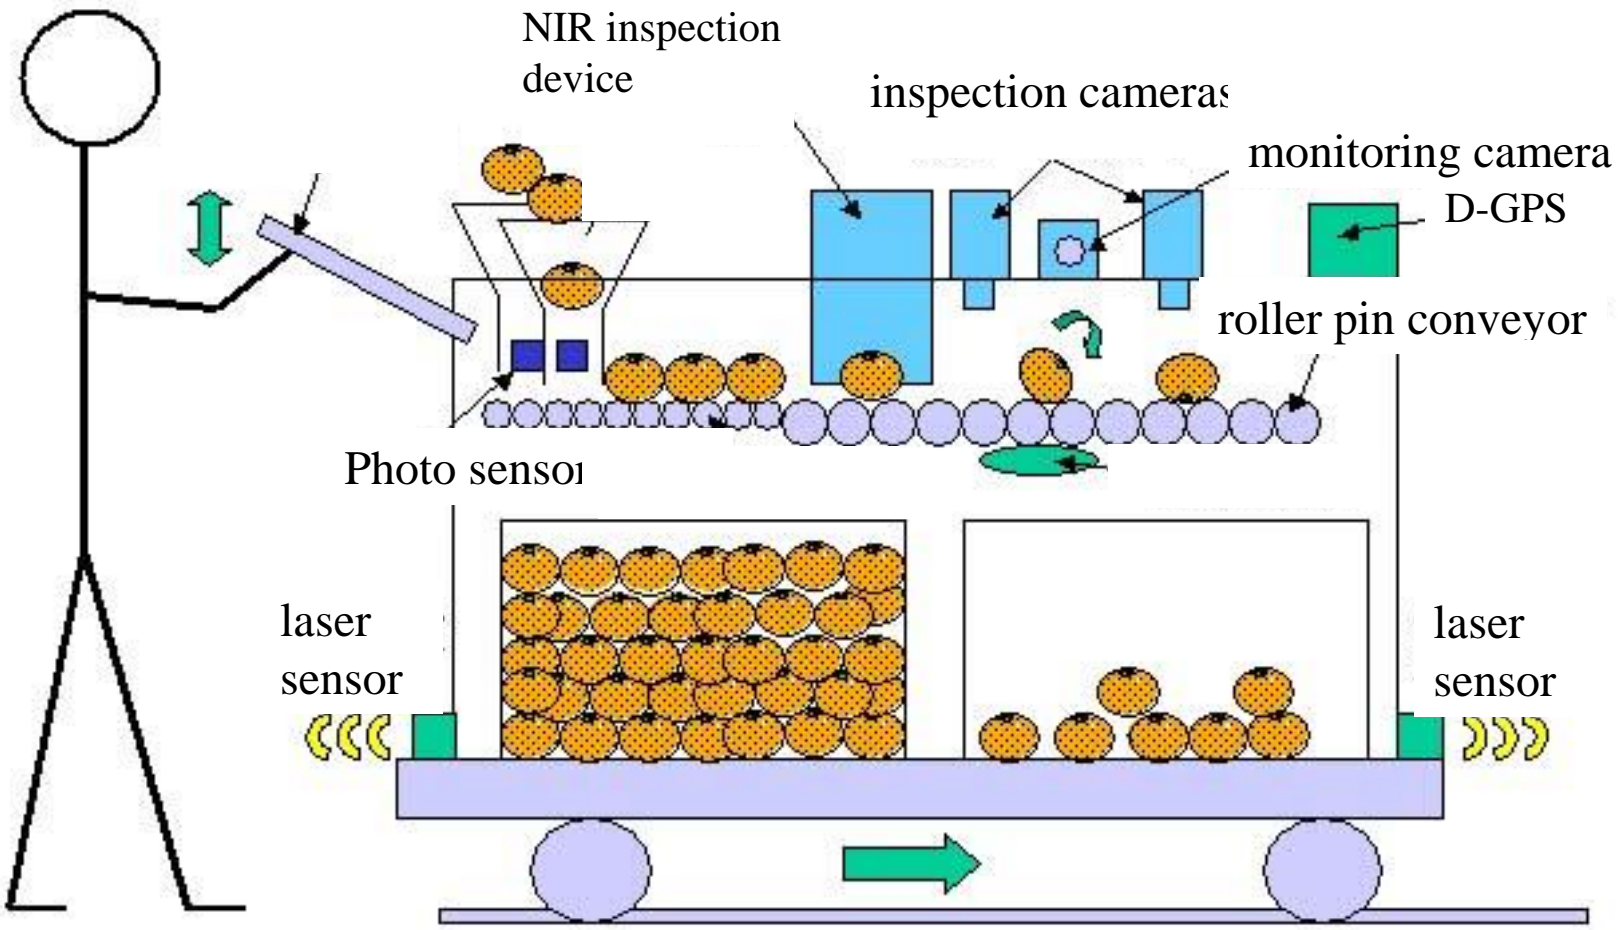 NIR inspection
device
inspection cameras
monitoring camera
D-GPS
roller pin conveyor
Photo sensor
laser
sensor
laser
sensor